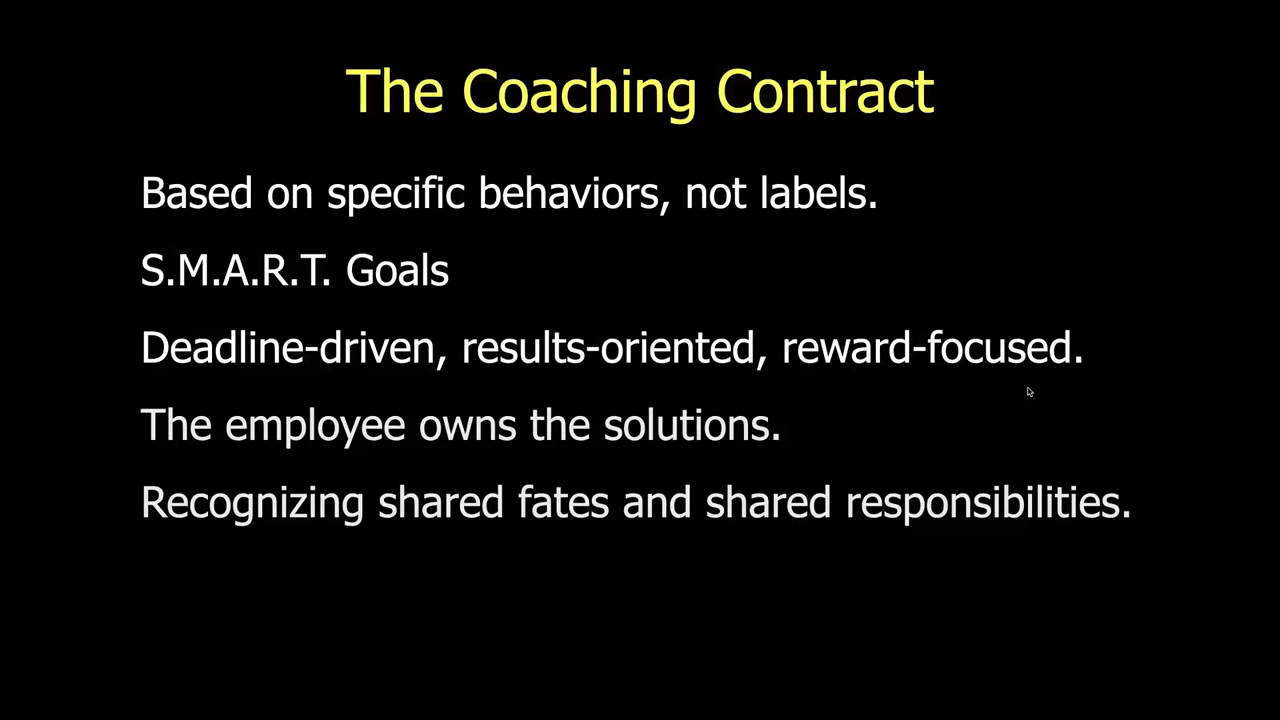 The Coaching Contract
Based on specific behaviors, not labels.
S.M.A.R.T. Goals
Deadline-driven, results-oriented, reward-focused.
The employee owns the solutions.
Recognizing shared fates and shared responsibilities.